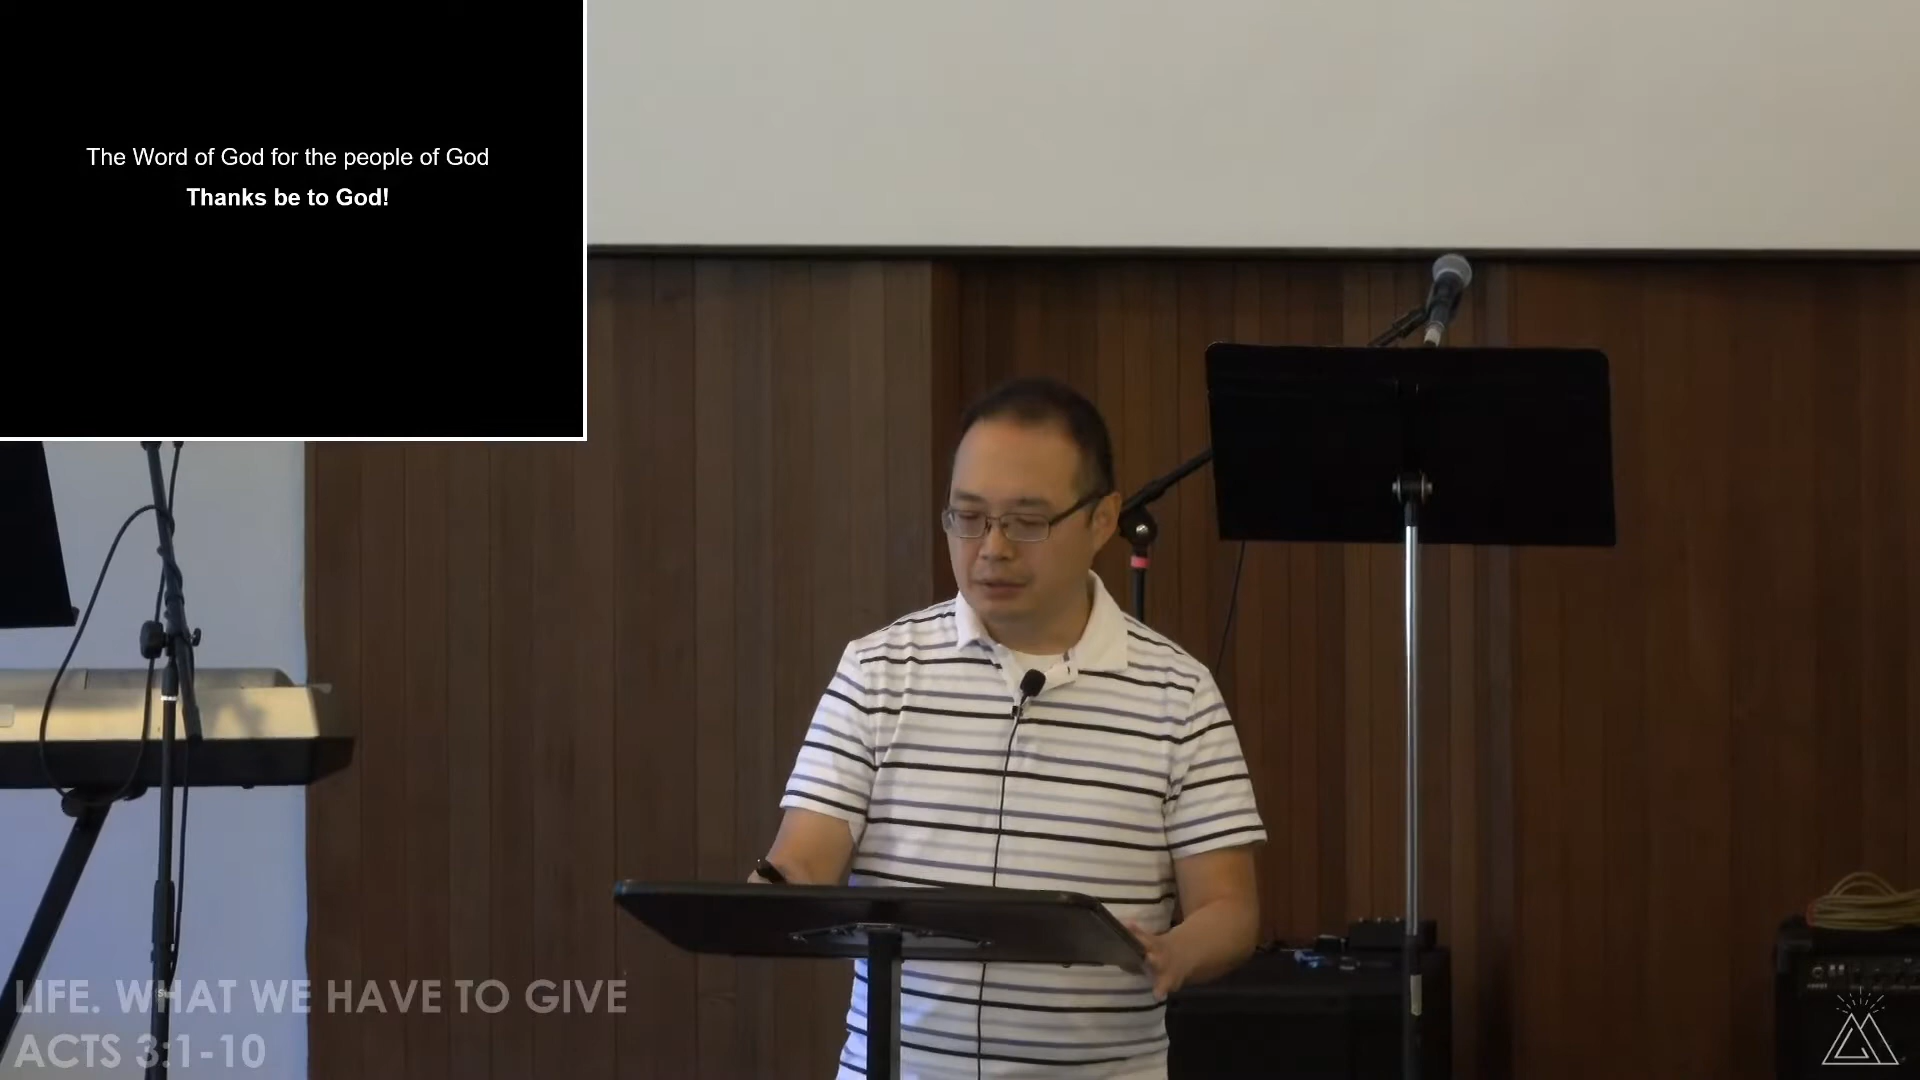 The Word of God for the people of God
Thanks be to God!
LIFE. WHAT WE HAVE TO GIVE
ACTS 3:1-10